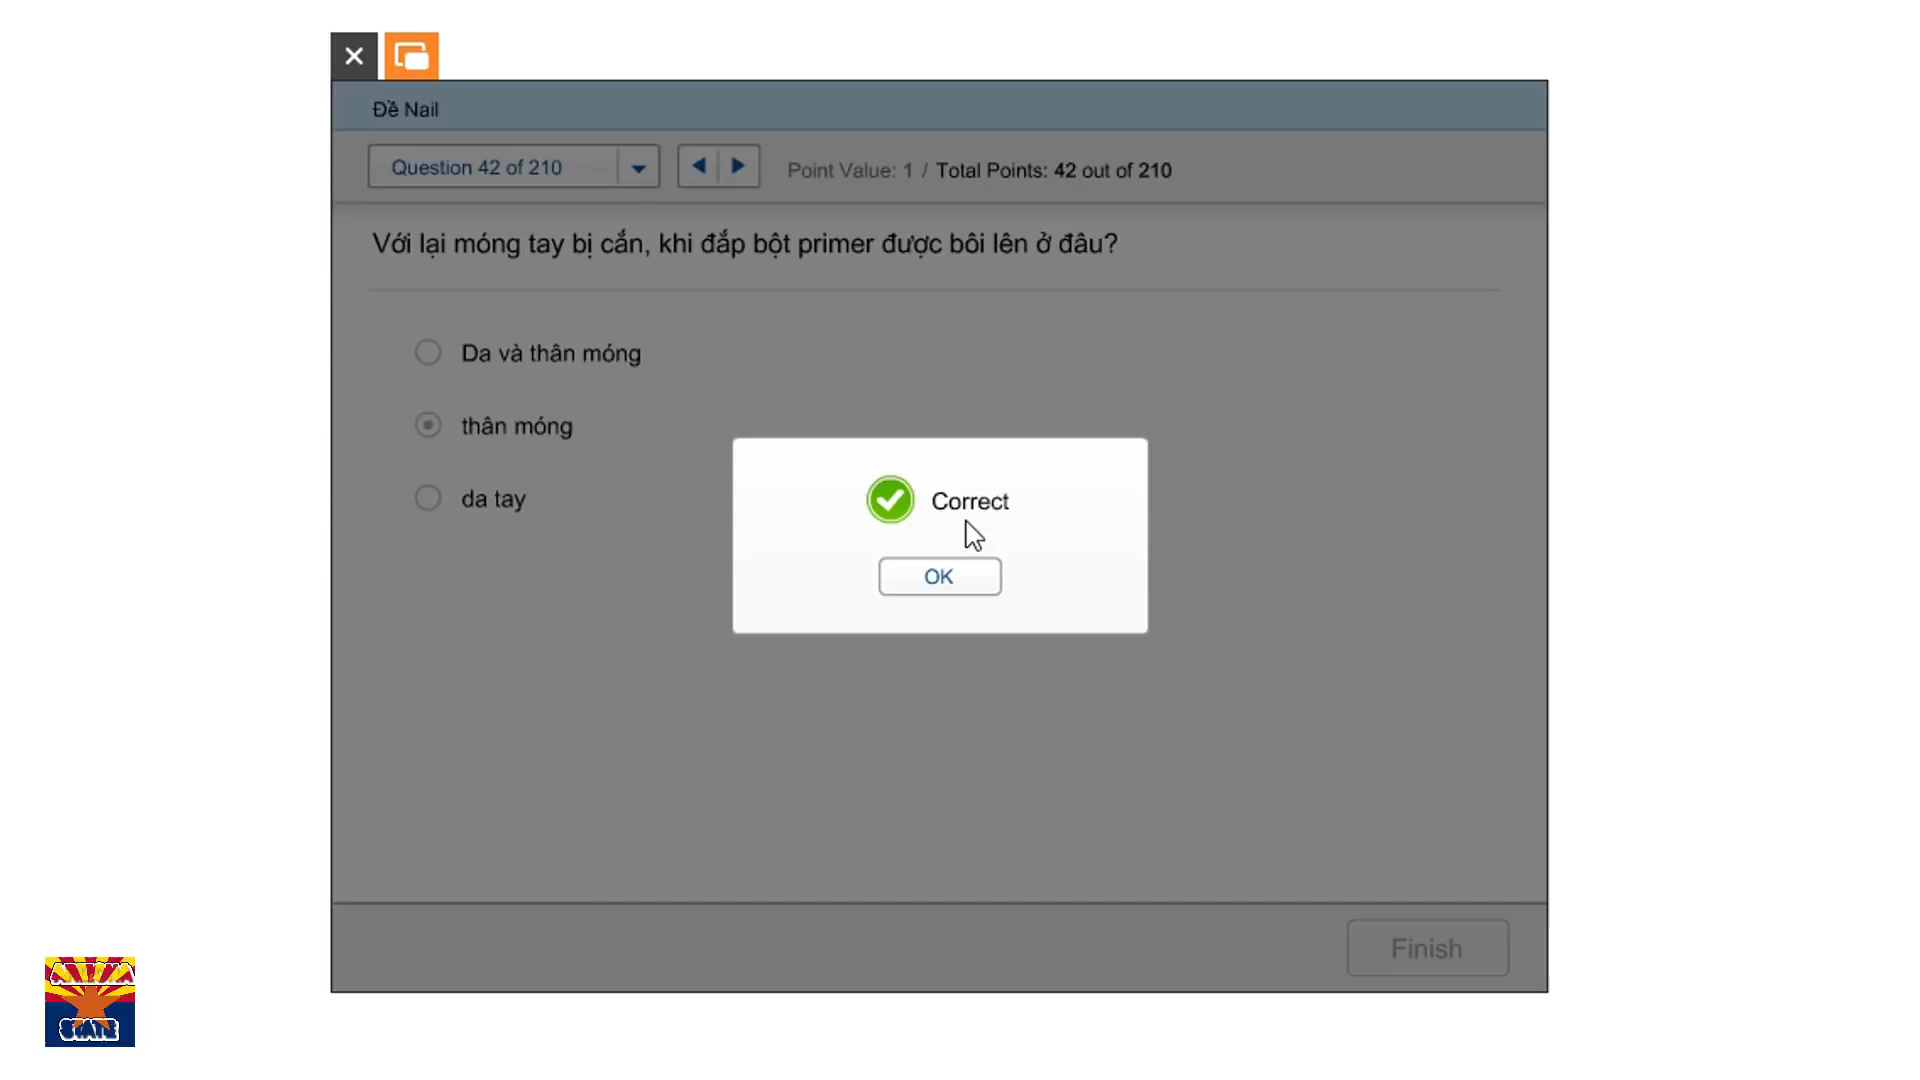 Đề Nail
Question 42 of 210
Point Value: 1 / Total Points: 42 out of 210
Với lại móng tay bị cắn, khi đắp bột primer được bôi lên ở đâu?
Da và thân móng
thân móng
da tay
Correct
OK
Finish
ARIZONA
STATE